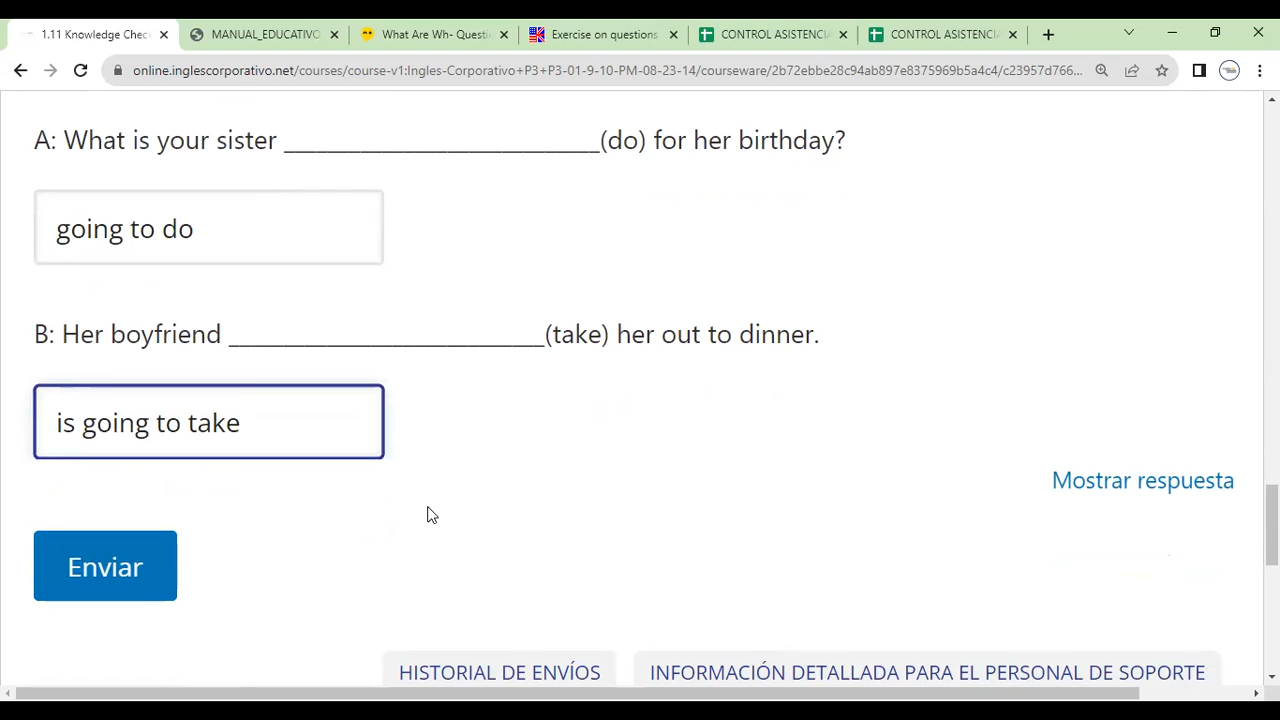 1.11 Knowledge Chec
MANUAL_EDUCATIVO
What Are Wh- Questi
Exercise on questions
CONTROL ASISTENCIA
CONTROL ASISTENCIA
online.inglescorporativo.net/courses/course-v1:Ingles-Corporativo+P3+P3-01-9-10-PM-08-23-14/courseware/2b72ebbe28c94ab897e8375969b5a4c4/c23957d766...
A: What is your sister __________________________(do) for her birthday?
going to do
B: Her boyfriend __________________________(take) her out to dinner.
is going to take
Mostrar respuesta
Enviar
HISTORIAL DE ENVÍOS
INFORMACIÓN DETALLADA PARA EL PERSONAL DE SOPORTE